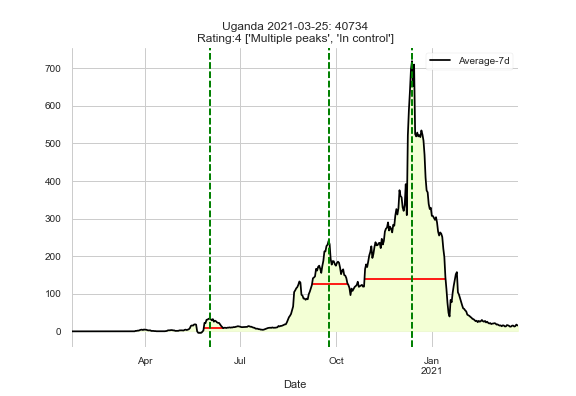 Uganda 2021-03-25: 40734
Rating:4 ['Multiple peaks', 'In control']
Average-7d
700
600
500
400
300
200
100
0
Apr
Jul
Oct
Jan
2021
Date